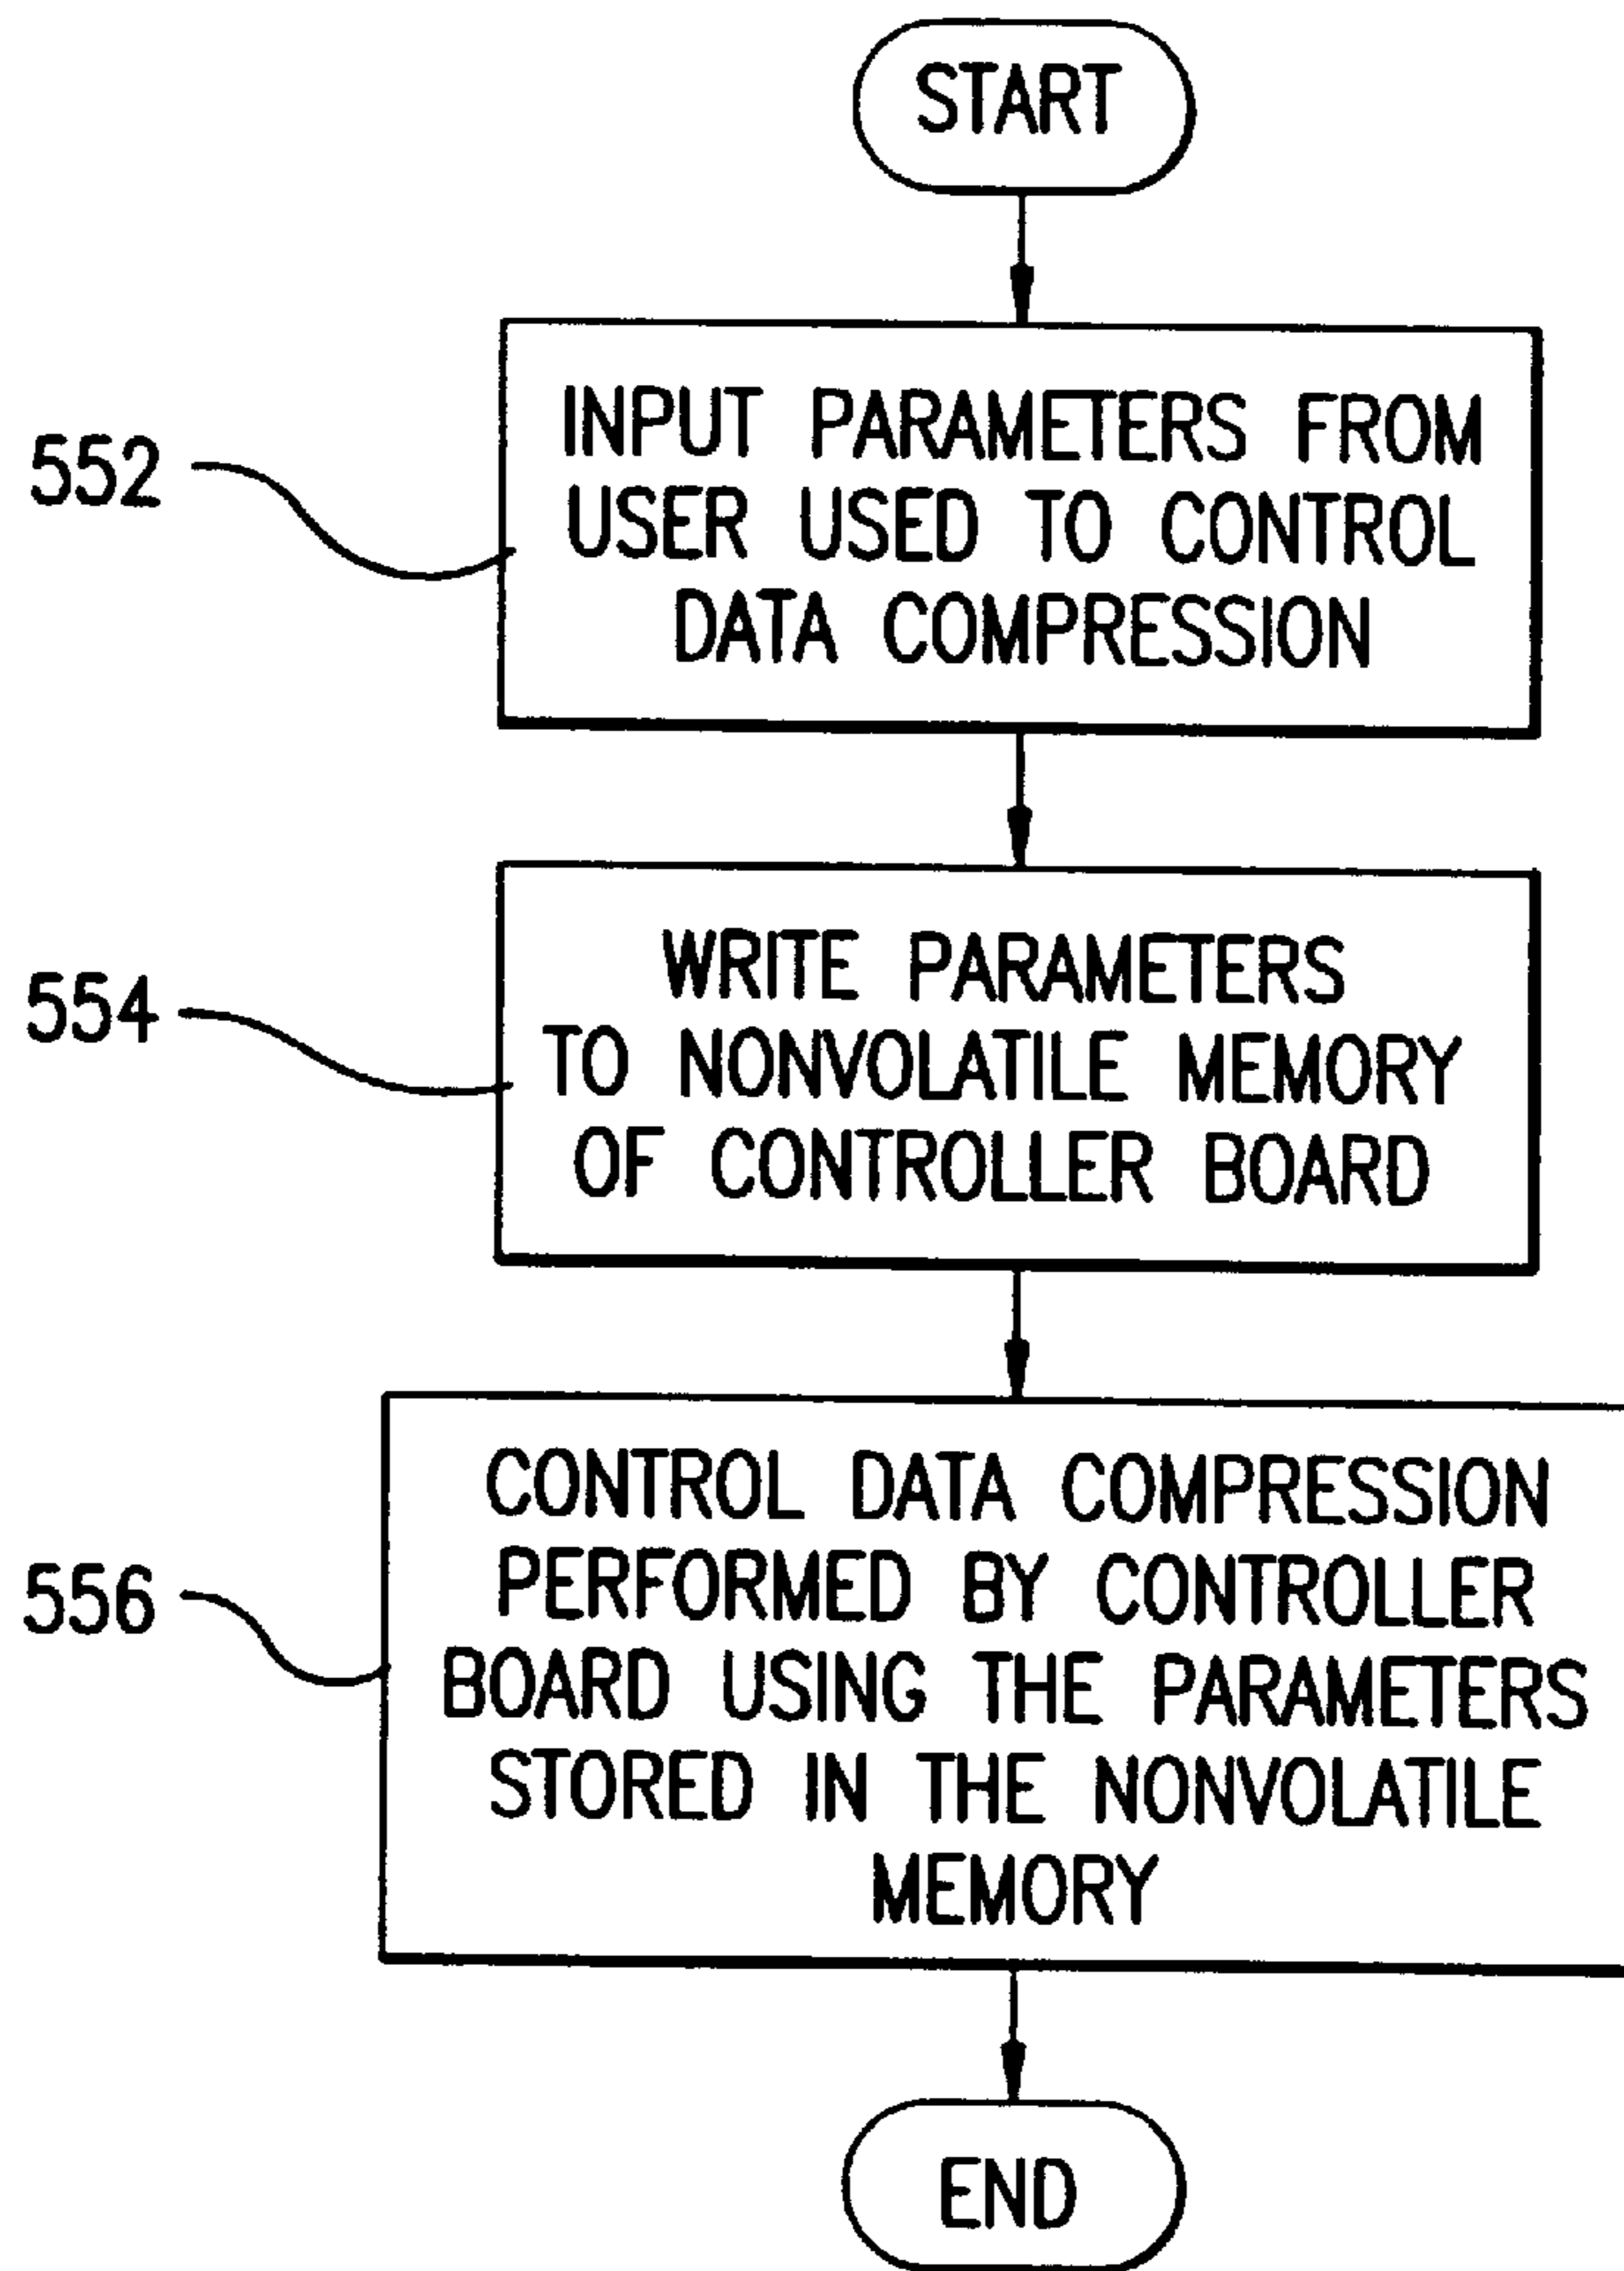 START
552
INPUT PARAMETERS FROM
USER USED TO CONTROL
DATA COMPRESSION
554
WRITE PARAMETERS
TO NONVOLATILE MEMORY
OF CONTROLLER BOARD
556
CONTROL DATA COMPRESSION
PERFORMED BY CONTROLLER
BOARD USING THE PARAMETERS
STORED IN THE NONVOLATILE
MEMORY
END